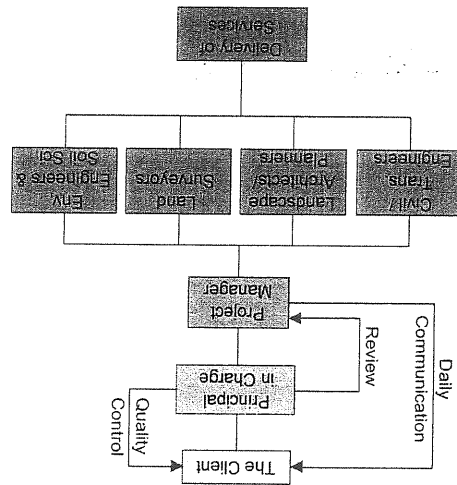 The Client
Daily
Communication
Quality
Control
Principal
in Charge
Review
Project
Manager
Civil /
Trans.
Engineers
Landscape
Architects/
Planners
Land
Surveyors
Env.
Engineers &
Soil Sci
Delivery of
Services